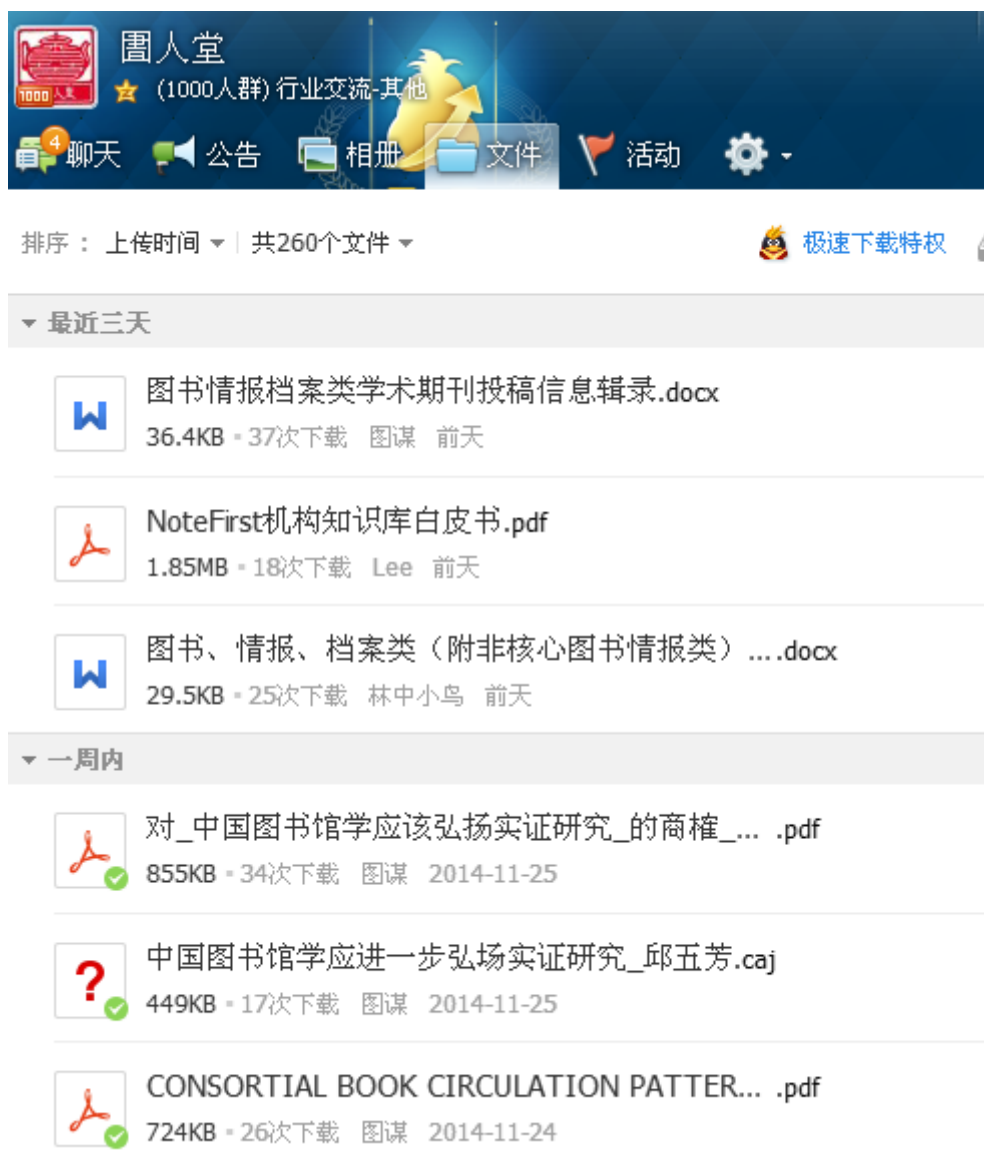 圕人堂
1000
(1000人群) 行业交流-其他
4
聊天 公告 相册 文件 活动
排序： 上传时间 共260个文件 极速下载特权
最近三天
图书情报档案类学术期刊投稿信息辑录.docx
36.4KB 37次下载 图谋 前天
NoteFirst机构知识库白皮书.pdf
1.85MB 18次下载 Lee 前天
图书、情报、档案类（附非核心图书情报类）....docx
29.5KB 25次下载 林中小鸟 前天
一周内
对_中国图书馆学应该弘扬实证研究_的商榷_... .pdf
855KB 34次下载 图谋 2014-11-25
中国图书馆学应进一步弘扬实证研究_邱五芳.caj
449KB 17次下载 图谋 2014-11-25
CONSORTIAL BOOK CIRCULATION PATTER... .pdf
724KB 26次下载 图谋 2014-11-24